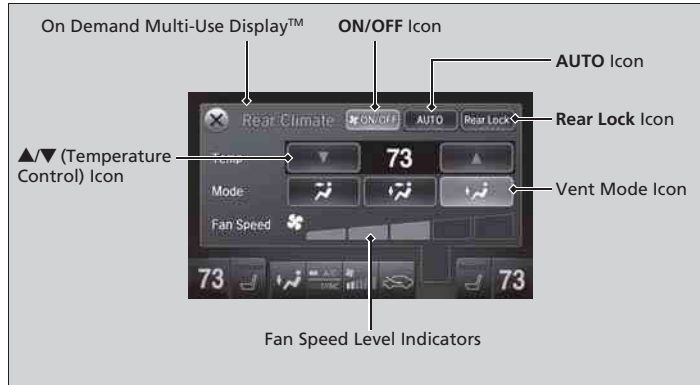 On Demand Multi-Use Display™
ON/OFF Icon
AUTO Icon
Rear Climate ON/OFF AUTO Rear Lock
Rear Lock Icon
▲/▼ (Temperature
Control) Icon
Temp ▼ 73 ▲
Mode
Vent Mode Icon
Fan Speed
73 A/C 73
SYNC
Fan Speed Level Indicators